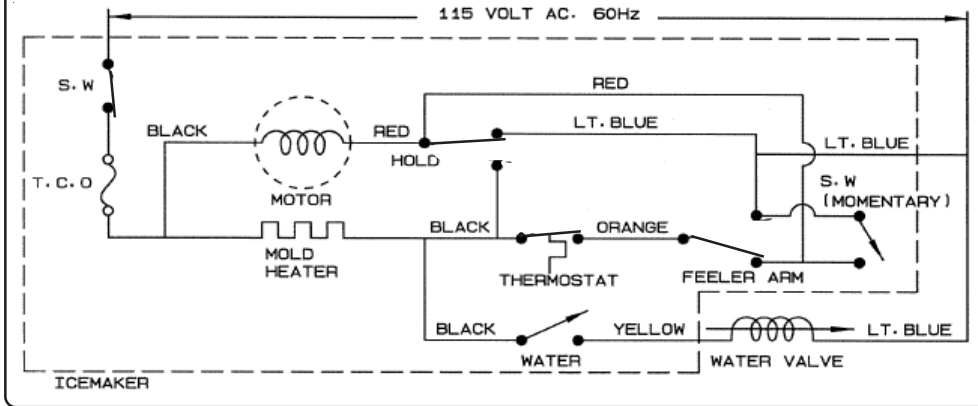 115 VOLT AC. 60Hz
S.W
RED
BLACK
RED
LT. BLUE
HOLD
LT. BLUE
T.C.O
MOTOR
S.W
(MOMENTARY)
BLACK
ORANGE
MOLD
HEATER
THERMOSTAT
FEELER ARM
BLACK
YELLOW
LT. BLUE
WATER
WATER VALVE
ICEMAKER